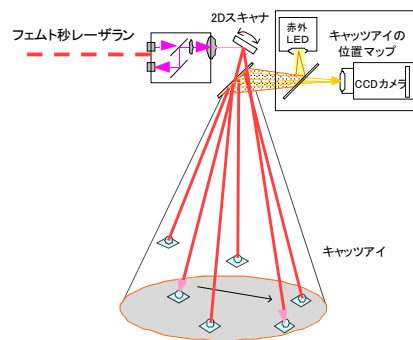 フェムト秒レーザラン
2Dスキャナ
赤外
LED
キャッツアイの
位置マップ
CCDカメラ
キャッツアイ